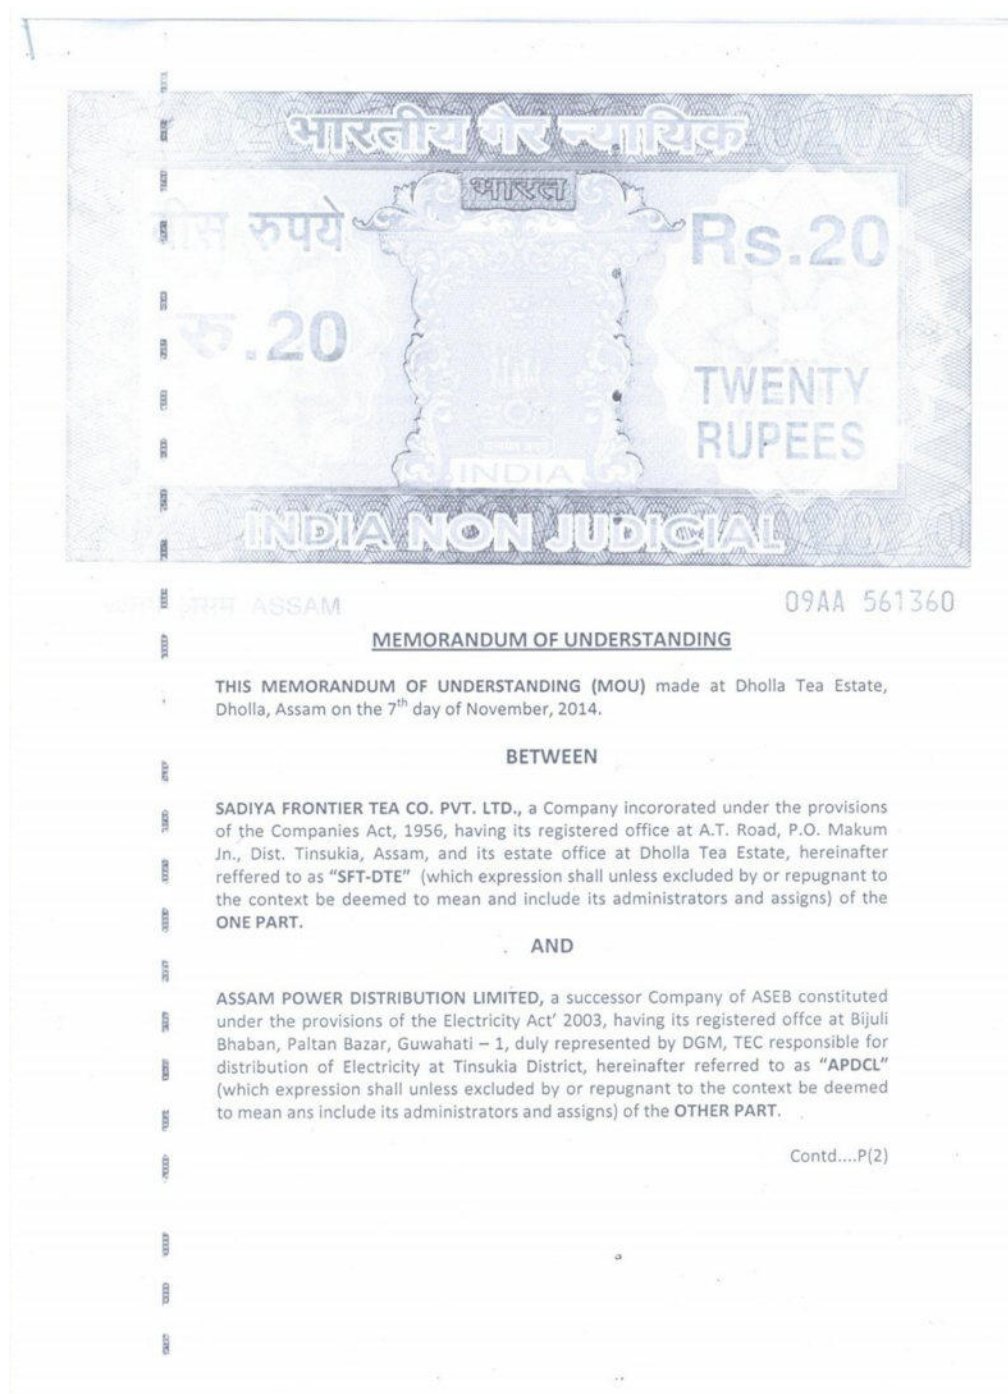 भारतीय गैर न्यायिक
भारत
बीस रुपये
Rs.20
रु.20
TWENTY
RUPEES
INDIA
INDIA NON JUDICIAL
असम ASSAM
09AA 561360
MEMORANDUM OF UNDERSTANDING
THIS MEMORANDUM OF UNDERSTANDING (MOU) made at Dholla Tea Estate,
Dholla, Assam on the 7th day of November, 2014.
BETWEEN
SADIYA FRONTIER TEA CO. PVT. LTD., a Company incororated under the provisions
of the Companies Act, 1956, having its registered office at A.T. Road, P.O. Makum
Jn., Dist. Tinsukia, Assam, and its estate office at Dholla Tea Estate, hereinafter
reffered to as "SFT-DTE" (which expression shall unless excluded by or repugnant to
the context be deemed to mean and include its administrators and assigns) of the
ONE PART.
AND
ASSAM POWER DISTRIBUTION LIMITED, a successor Company of ASEB constituted
under the provisions of the Electricity Act' 2003, having its registered offce at Bijuli
Bhaban, Paltan Bazar, Guwahati – 1, duly represented by DGM, TEC responsible for
distribution of Electricity at Tinsukia District, hereinafter referred to as "APDCL"
(which expression shall unless excluded by or repugnant to the context be deemed
to mean ans include its administrators and assigns) of the OTHER PART.
Contd....P(2)